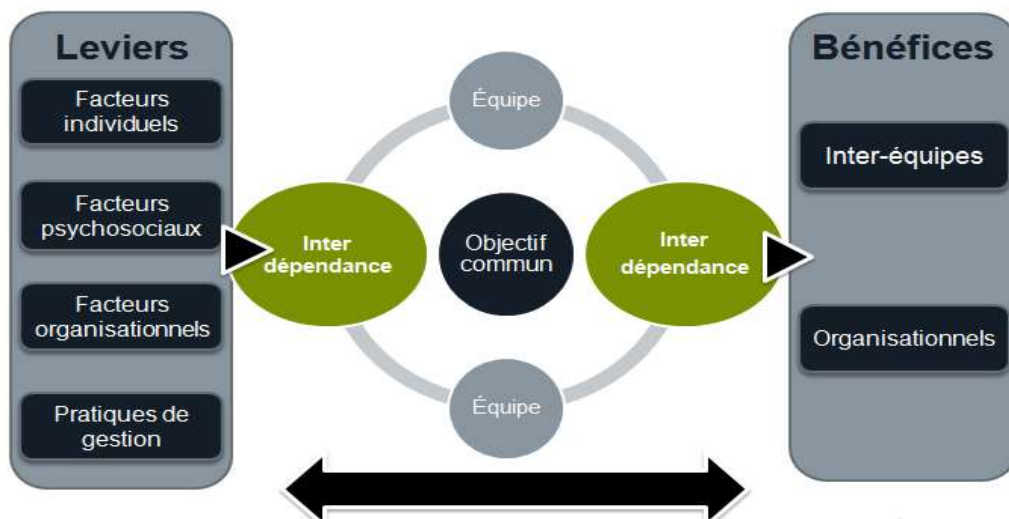 Leviers
Facteurs
individuels
Facteurs
psychosociaux
Facteurs
organisationnels
Pratiques de
gestion
Équipe
Inter
dépendance
Objectif
commun
Inter
dépendance
Équipe
Bénéfices
Inter-équipes
Organisationnels